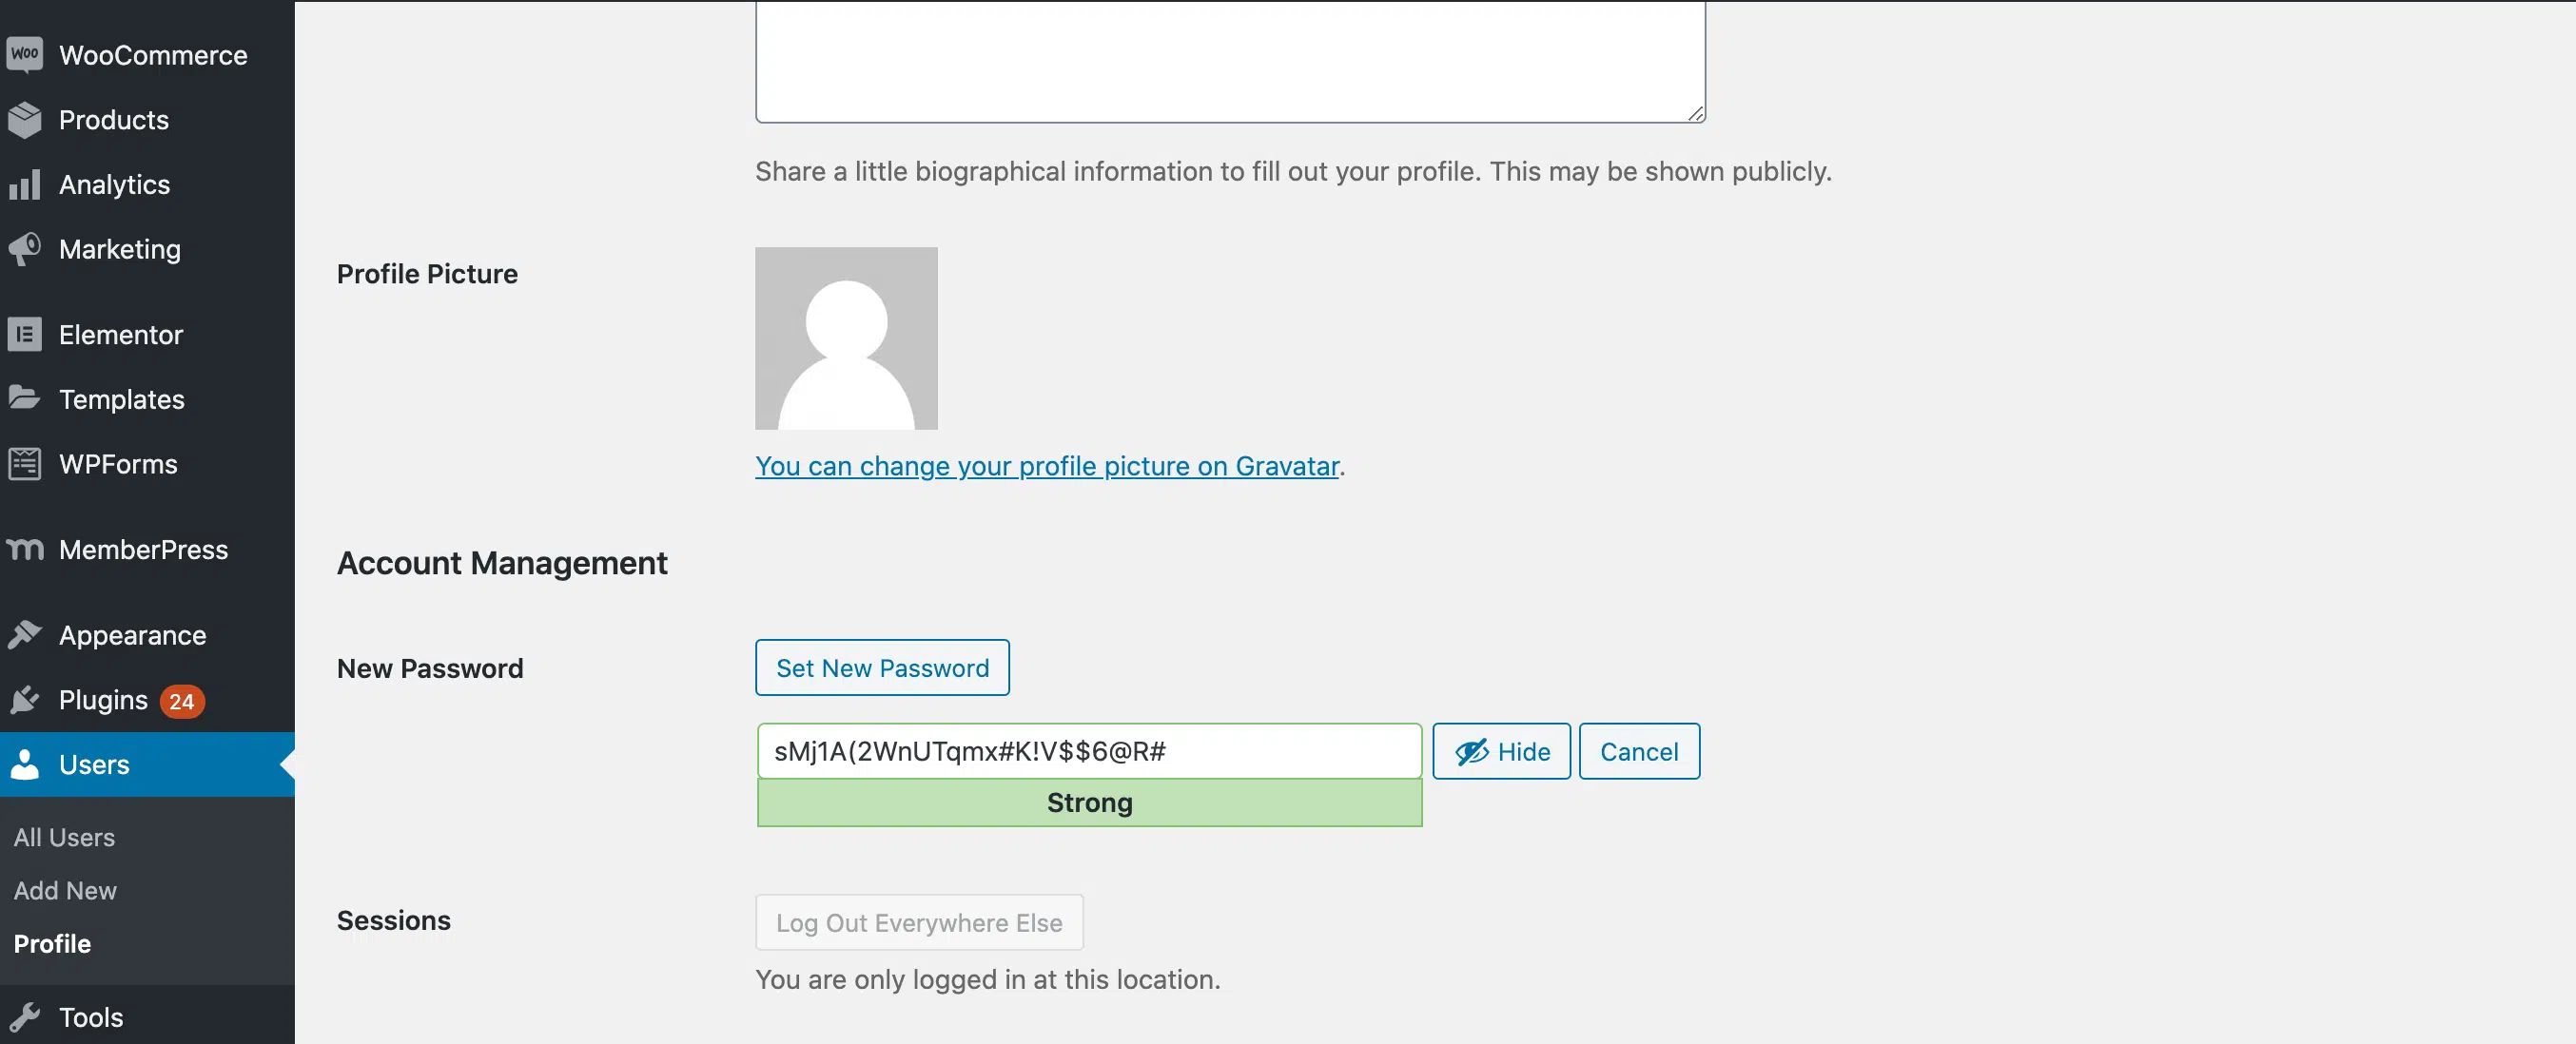 Woo WooCommerce
Products
Analytics
Marketing
Elementor
Templates
WPForms
MemberPress
Appearance
Plugins 24
Users
All Users
Add New
Profile
Tools
Share a little biographical information to fill out your profile. This may be shown publicly.
Profile Picture
You can change your profile picture on Gravatar.
Account Management
New Password
Set New Password
sMj1A(2WnUTqmx#K!V$$6@R#
Hide
Cancel
Strong
Sessions
Log Out Everywhere Else
You are only logged in at this location.